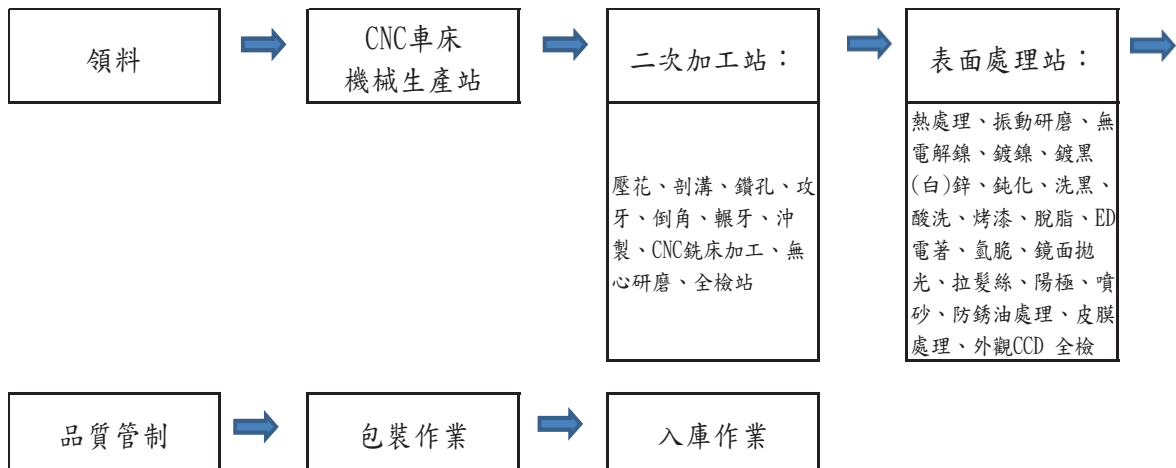 領料
CNC車床
機械生產站
二次加工站：
表面處理站：
壓花、剖溝、鑽孔、攻
牙、倒角、輾牙、沖
製、CNC銑床加工、無
心研磨、全檢站
熱處理、振動研磨、無
電解鎳、鍍鎳、鍍黑
(白)鋅、鈍化、洗黑、
酸洗、烤漆、脫脂、ED
電著、氫脆、鏡面拋
光、拉髮絲、陽極、噴
砂、防銹油處理、皮膜
處理、外觀CCD 全檢
品質管制
包裝作業
入庫作業